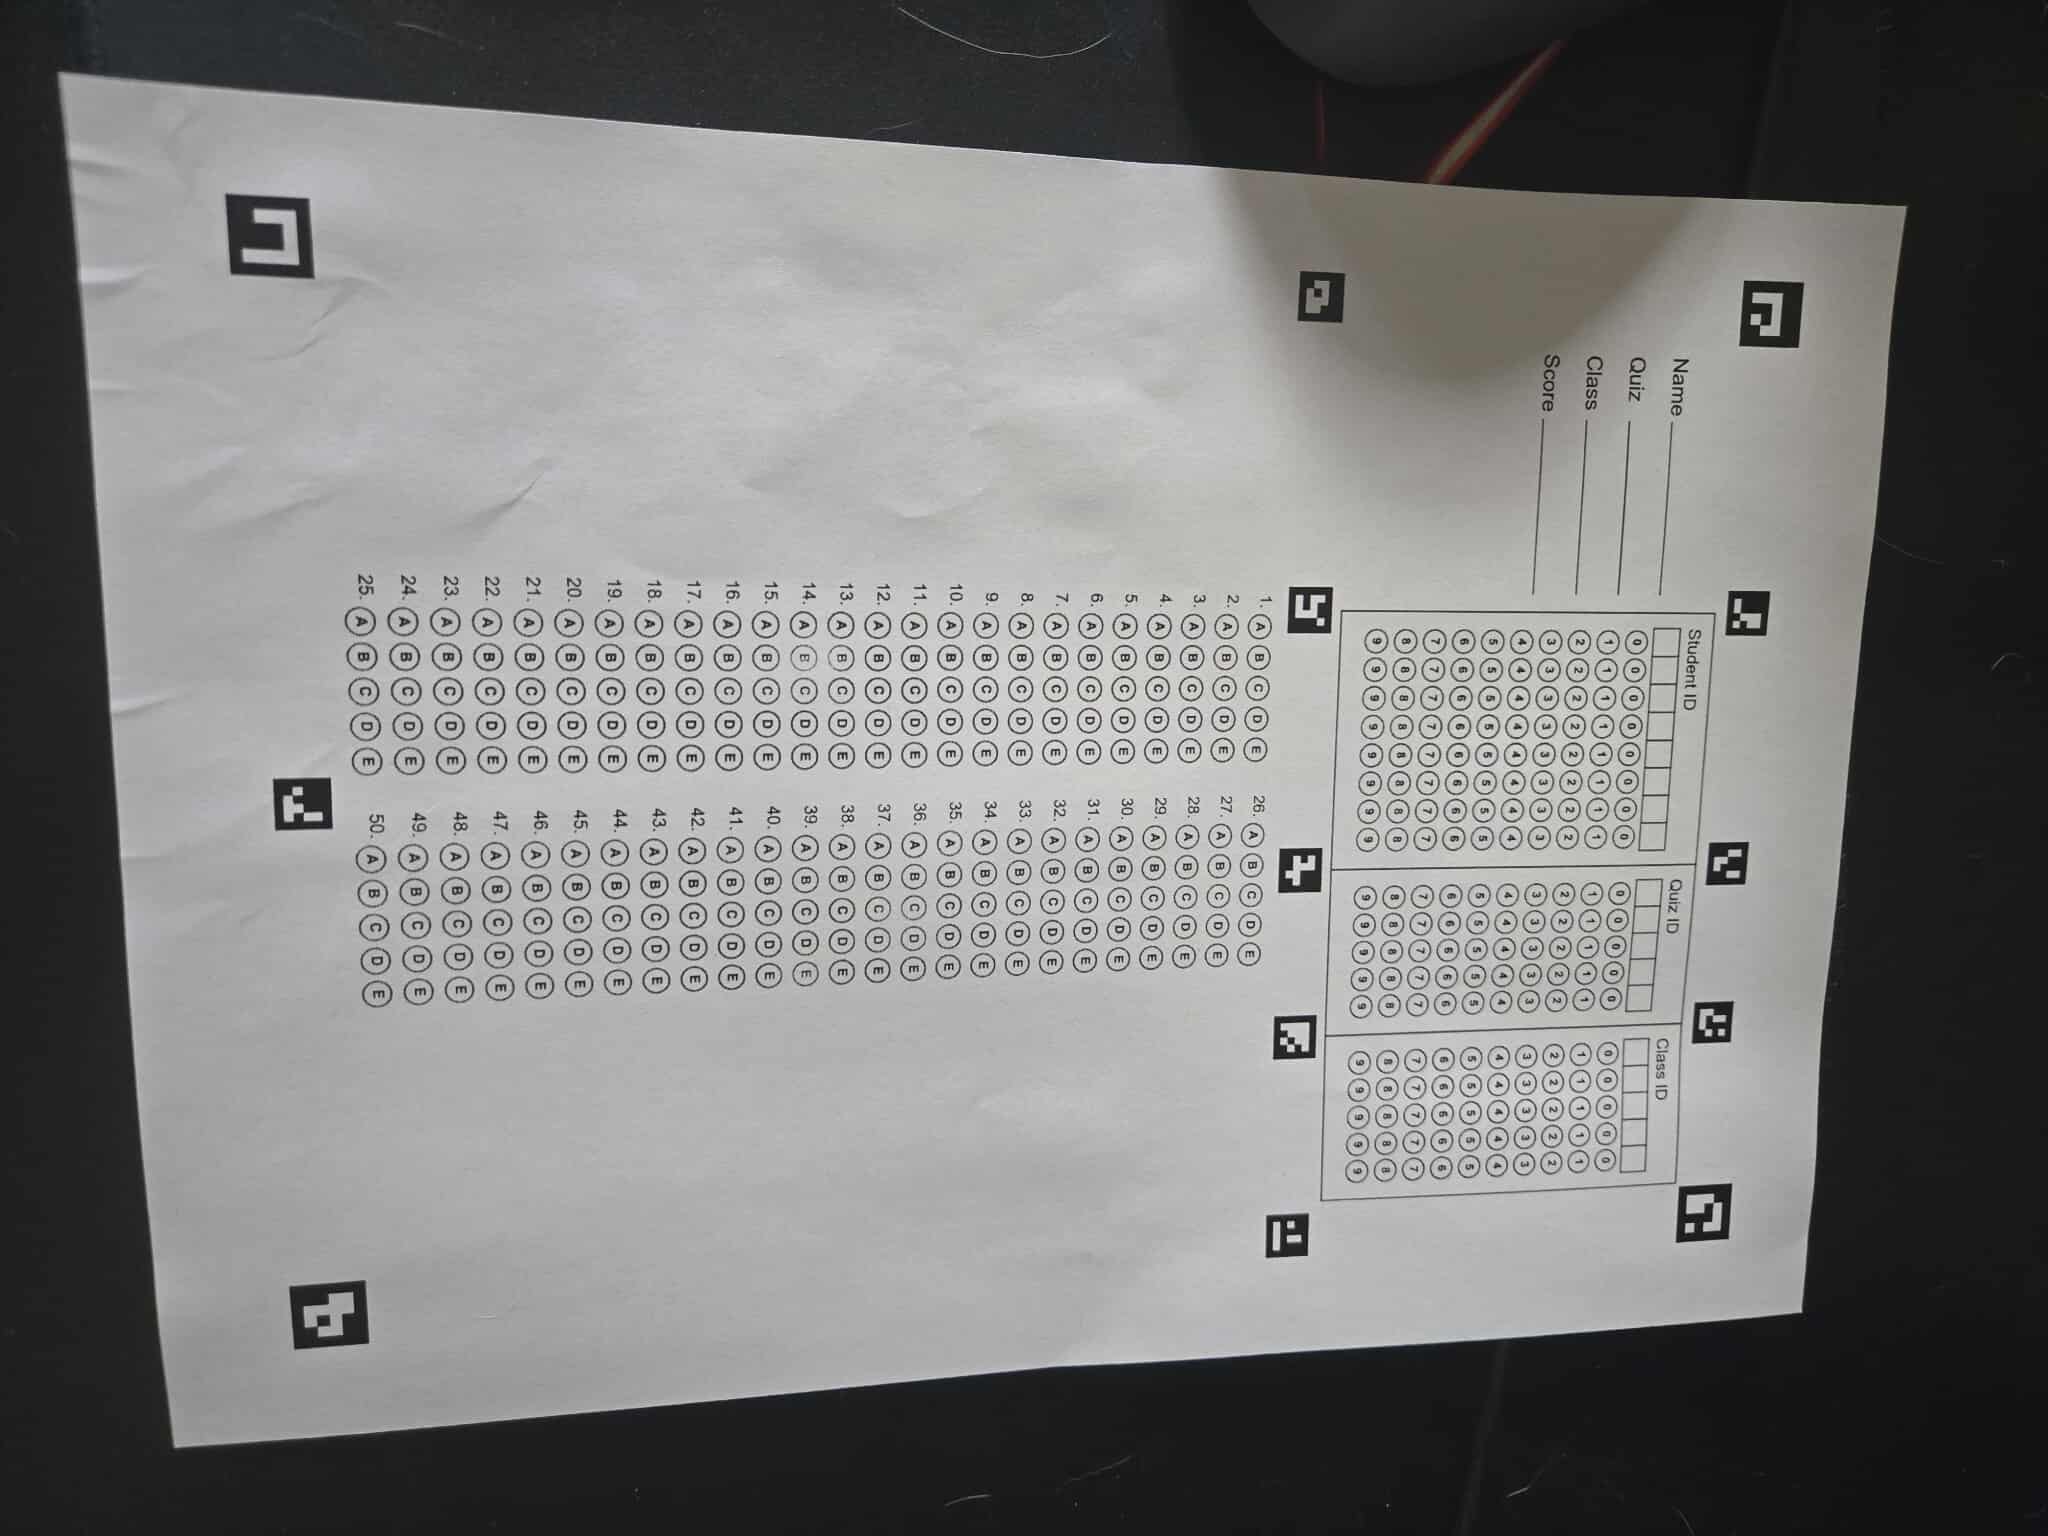 Name
Quiz
Class
Score
Student ID
0 0 0 0 0 0 0 0
1 1 1 1 1 1 1 1
2 2 2 2 2 2 2 2
3 3 3 3 3 3 3 3
4 4 4 4 4 4 4 4
5 5 5 5 5 5 5 5
6 6 6 6 6 6 6 6
7 7 7 7 7 7 7 7
8 8 8 8 8 8 8 8
9 9 9 9 9 9 9 9
Quiz ID
0 0 0 0 0
1 1 1 1 1
2 2 2 2 2
3 3 3 3 3
4 4 4 4 4
5 5 5 5 5
6 6 6 6 6
7 7 7 7 7
8 8 8 8 8
9 9 9 9 9
Class ID
0 0 0 0 0
1 1 1 1 1
2 2 2 2 2
3 3 3 3 3
4 4 4 4 4
5 5 5 5 5
6 6 6 6 6
7 7 7 7 7
8 8 8 8 8
9 9 9 9 9
1. A B C D E
2. A B C D E
3. A B C D E
4. A B C D E
5. A B C D E
6. A B C D E
7. A B C D E
8. A B C D E
9. A B C D E
10. A B C D E
11. A B C D E
12. A B C D E
13. A B C D E
14. A B C D E
15. A B C D E
16. A B C D E
17. A B C D E
18. A B C D E
19. A B C D E
20. A B C D E
21. A B C D E
22. A B C D E
23. A B C D E
24. A B C D E
25. A B C D E
26. A B C D E
27. A B C D E
28. A B C D E
29. A B C D E
30. A B C D E
31. A B C D E
32. A B C D E
33. A B C D E
34. A B C D E
35. A B C D E
36. A B C D E
37. A B C D E
38. A B C D E
39. A B C D E
40. A B C D E
41. A B C D E
42. A B C D E
43. A B C D E
44. A B C D E
45. A B C D E
46. A B C D E
47. A B C D E
48. A B C D E
49. A B C D E
50. A B C D E